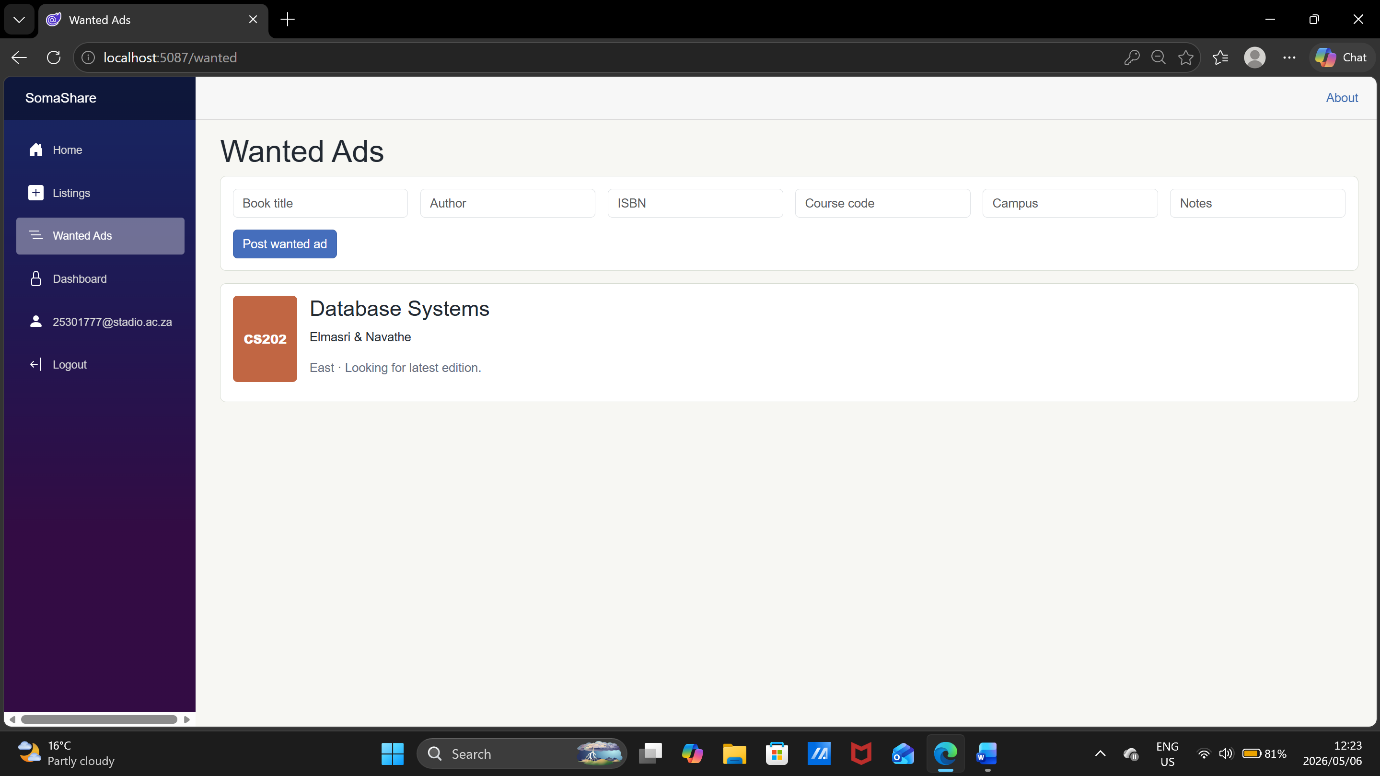 Wanted Ads
localhost:5087/wanted
Chat
SomaShare
About
Home
Listings
Wanted Ads
Dashboard
25301777@stadio.ac.za
Logout
Wanted Ads
Book title Author ISBN Course code Campus Notes
Post wanted ad
CS202
Database Systems
Elmasri & Navathe
East · Looking for latest edition.
16°C
Partly cloudy
Search
ENG
US
81%
12:23
2026/05/06